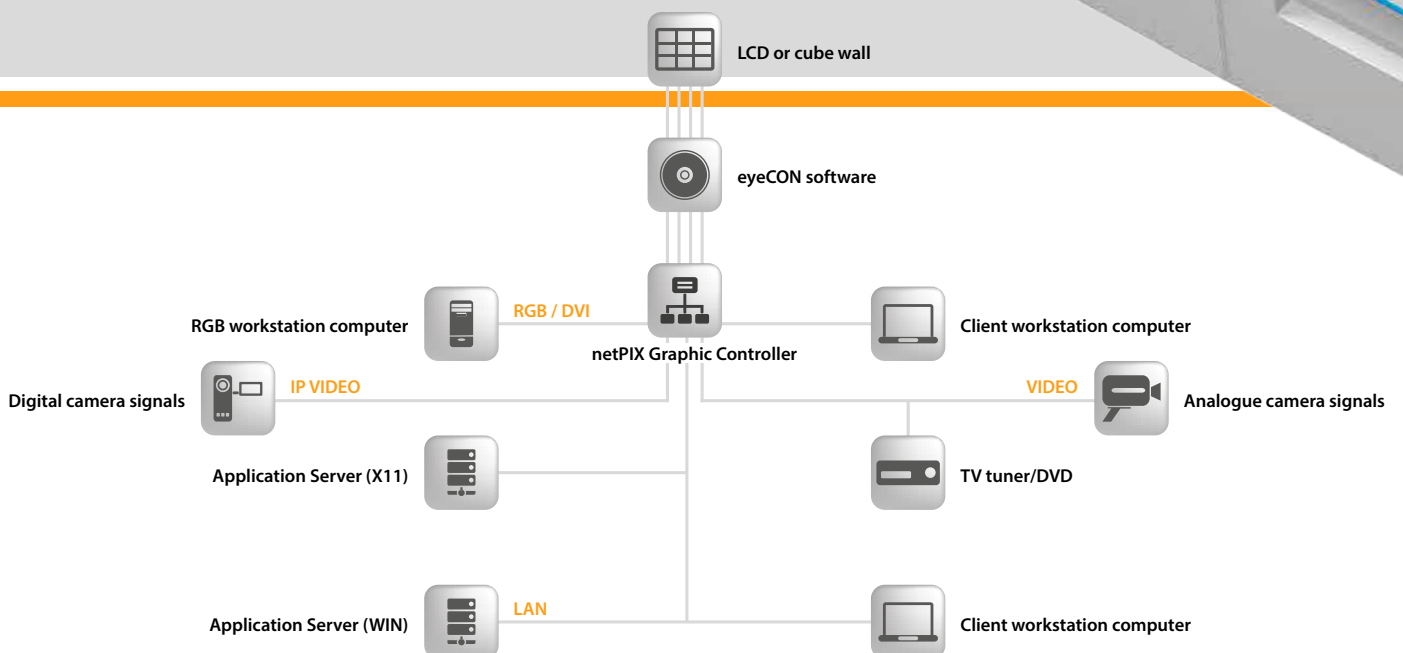 LCD or cube wall
eyeCON software
RGB / DVI
RGB workstation computer
Client workstation computer
netPIX Graphic Controller
IP VIDEO
VIDEO
Digital camera signals
Analogue camera signals
Application Server (X11)
TV tuner/DVD
LAN
Application Server (WIN)
Client workstation computer